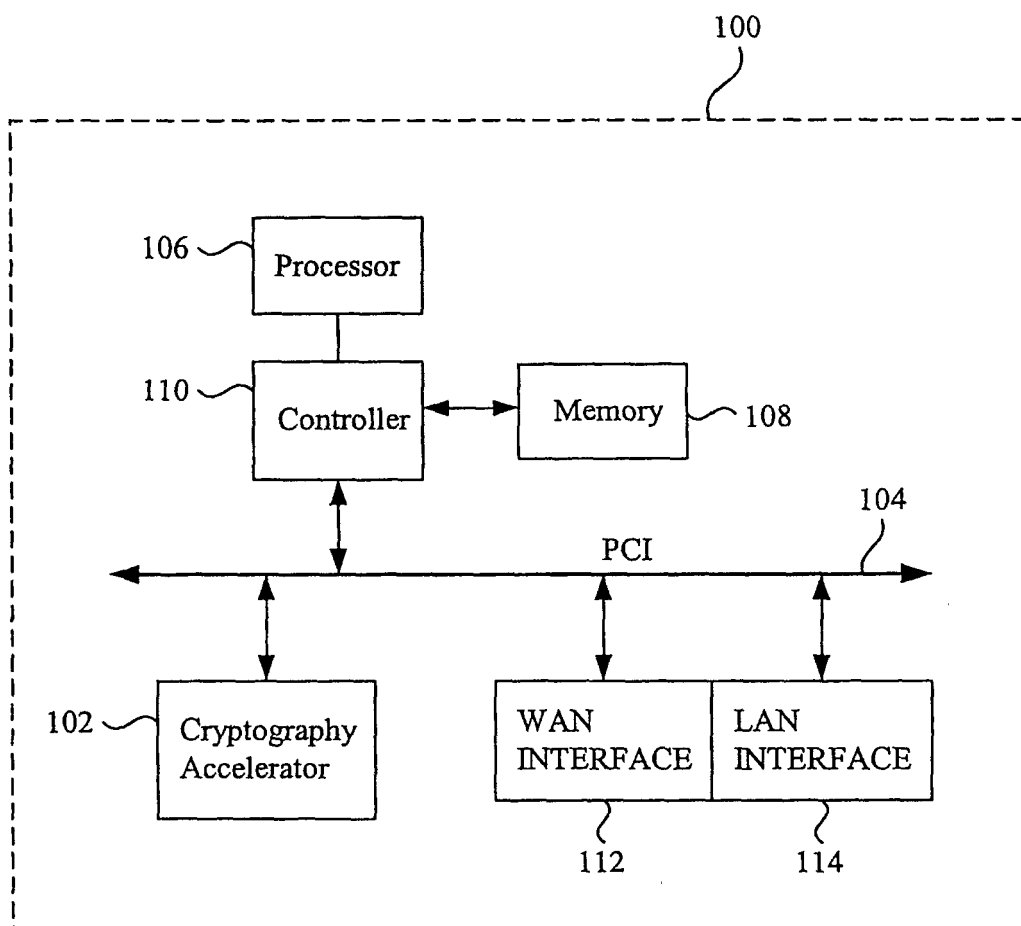 100
106
Processor
110
Controller
Memory
108
104
PCI
102
Cryptography
Accelerator
WAN
INTERFACE
LAN
INTERFACE
112
114